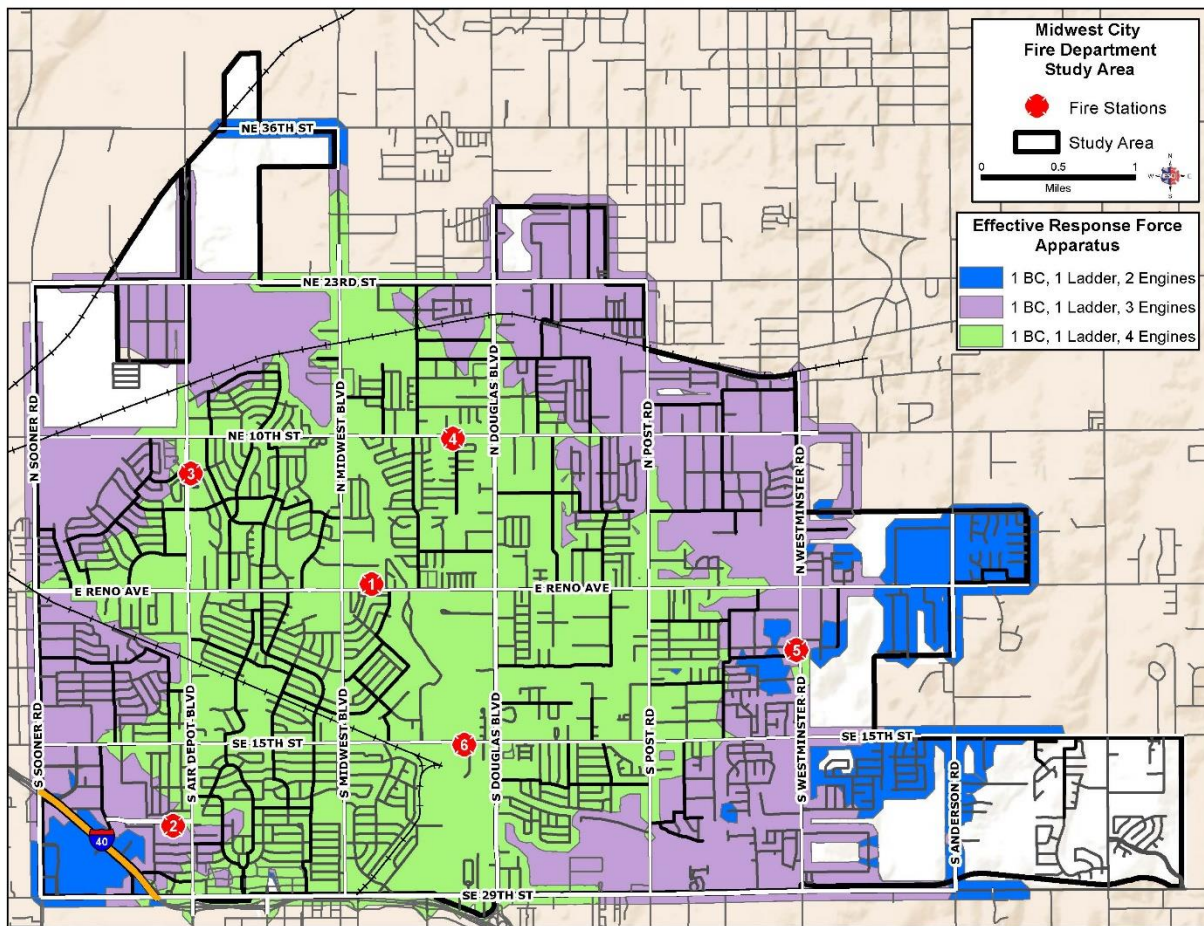 Midwest City
Fire Department
Study Area
Fire Stations
Study Area
0 0.5 1
Miles
N
W E
S
Effective Response Force
Apparatus
1 BC, 1 Ladder, 2 Engines
1 BC, 1 Ladder, 3 Engines
1 BC, 1 Ladder, 4 Engines
NE 36TH ST
NE 23RD ST
N SOONER RD
N MIDWEST BLVD
N DOUGLAS BLVD
N POST RD
N WESTMINSTER RD
NE 10TH ST
4
3
1
E RENO AVE
E RENO AVE
5
S SOONER RD
S AIR DEPOT BLVD
S MIDWEST BLVD
S DOUGLAS BLVD
S POST RD
S WESTMINSTER RD
S ANDERSON RD
SE 15TH ST
6
SE 15TH ST
2
40
SE 29TH ST